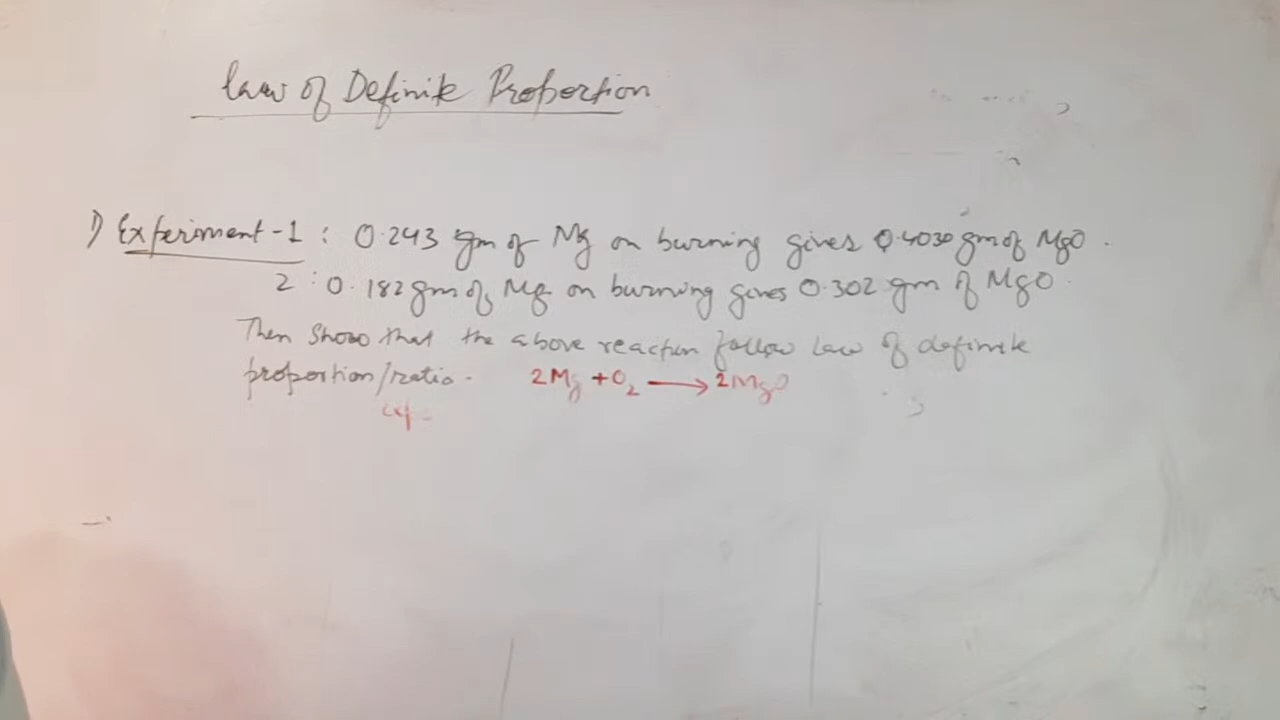 Law of Definite Proportion
1) Experiment-1 : 0.243 gm of Mg on burning gives 0.4030 gm of MgO .
2 : 0.182 gm of Mg on burning gives 0.302 gm of MgO.
Then show that the above reaction follow law of definite
proportion/ratio. 2Mg + O₂ → 2MgO